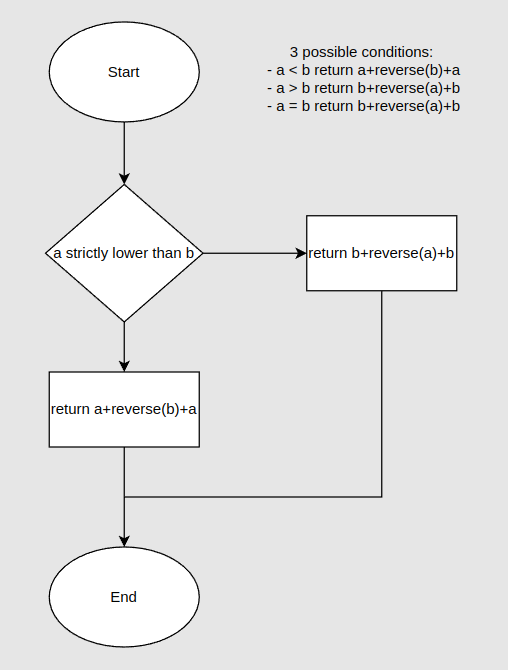 Start
3 possible conditions:
- a < b return a+reverse(b)+a
- a > b return b+reverse(a)+b
- a = b return b+reverse(a)+b
a strictly lower than b
return b+reverse(a)+b
return a+reverse(b)+a
End